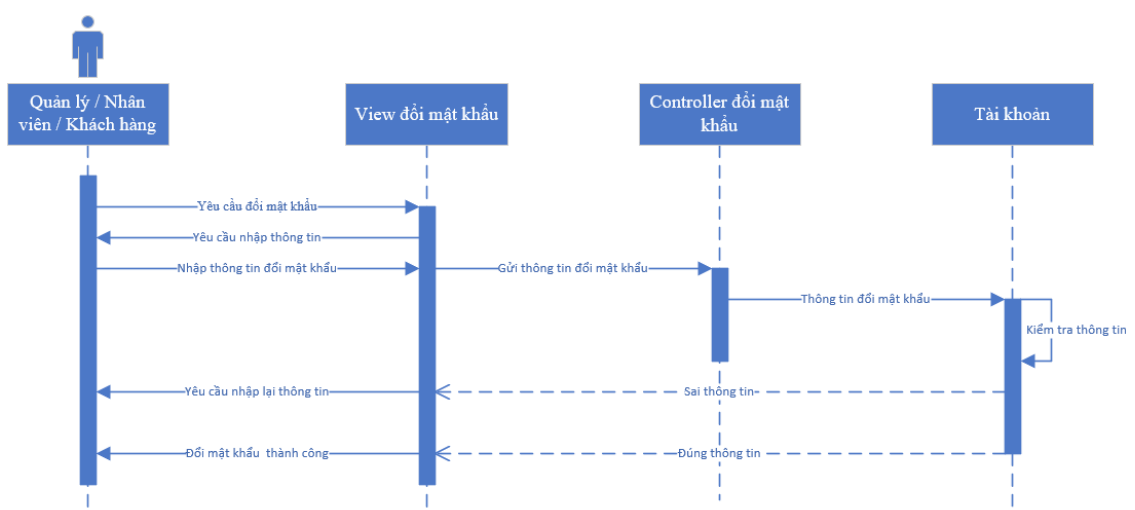 Quản lý / Nhân
viên / Khách hàng
View đổi mật khẩu
Controller đổi mật
khẩu
Tài khoản
Yêu cầu đổi mật khẩu
Yêu cầu nhập thông tin
Nhập thông tin đổi mật khẩu
Gửi thông tin đổi mật khẩu
Thông tin đổi mật khẩu
Kiểm tra thông tin
Yêu cầu nhập lại thông tin
Sai thông tin
Đổi mật khẩu thành công
Đúng thông tin